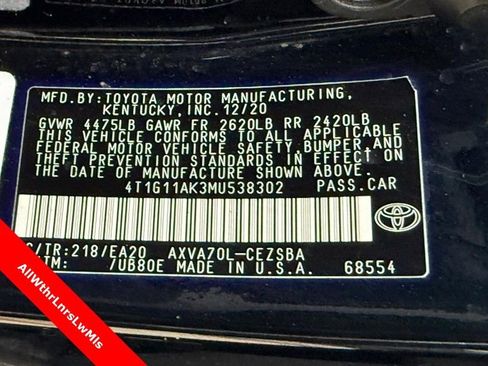 MFD.BY:TOYOTA MOTOR MANUFACTURING,
KENTUCKY, INC. 12/20
GVWR 4475LB GAWR FR 2620LB RR 2420LB
THIS VEHICLE CONFORMS TO ALL APPLICABLE
FEDERAL MOTOR VEHICLE SAFETY,BUMPER,AND
THEFT PREVENTION STANDARDS IN EFFECT ON
THE DATE OF MANUFACTURE SHOWN ABOVE.
4T1G11AK3MU538302 PASS.CAR
C/TR:218/EA20 AXVA70L-CEZSBA
TM: /UB80E MADE IN U.S.A. 68554
AllWthrLnrsLwMls